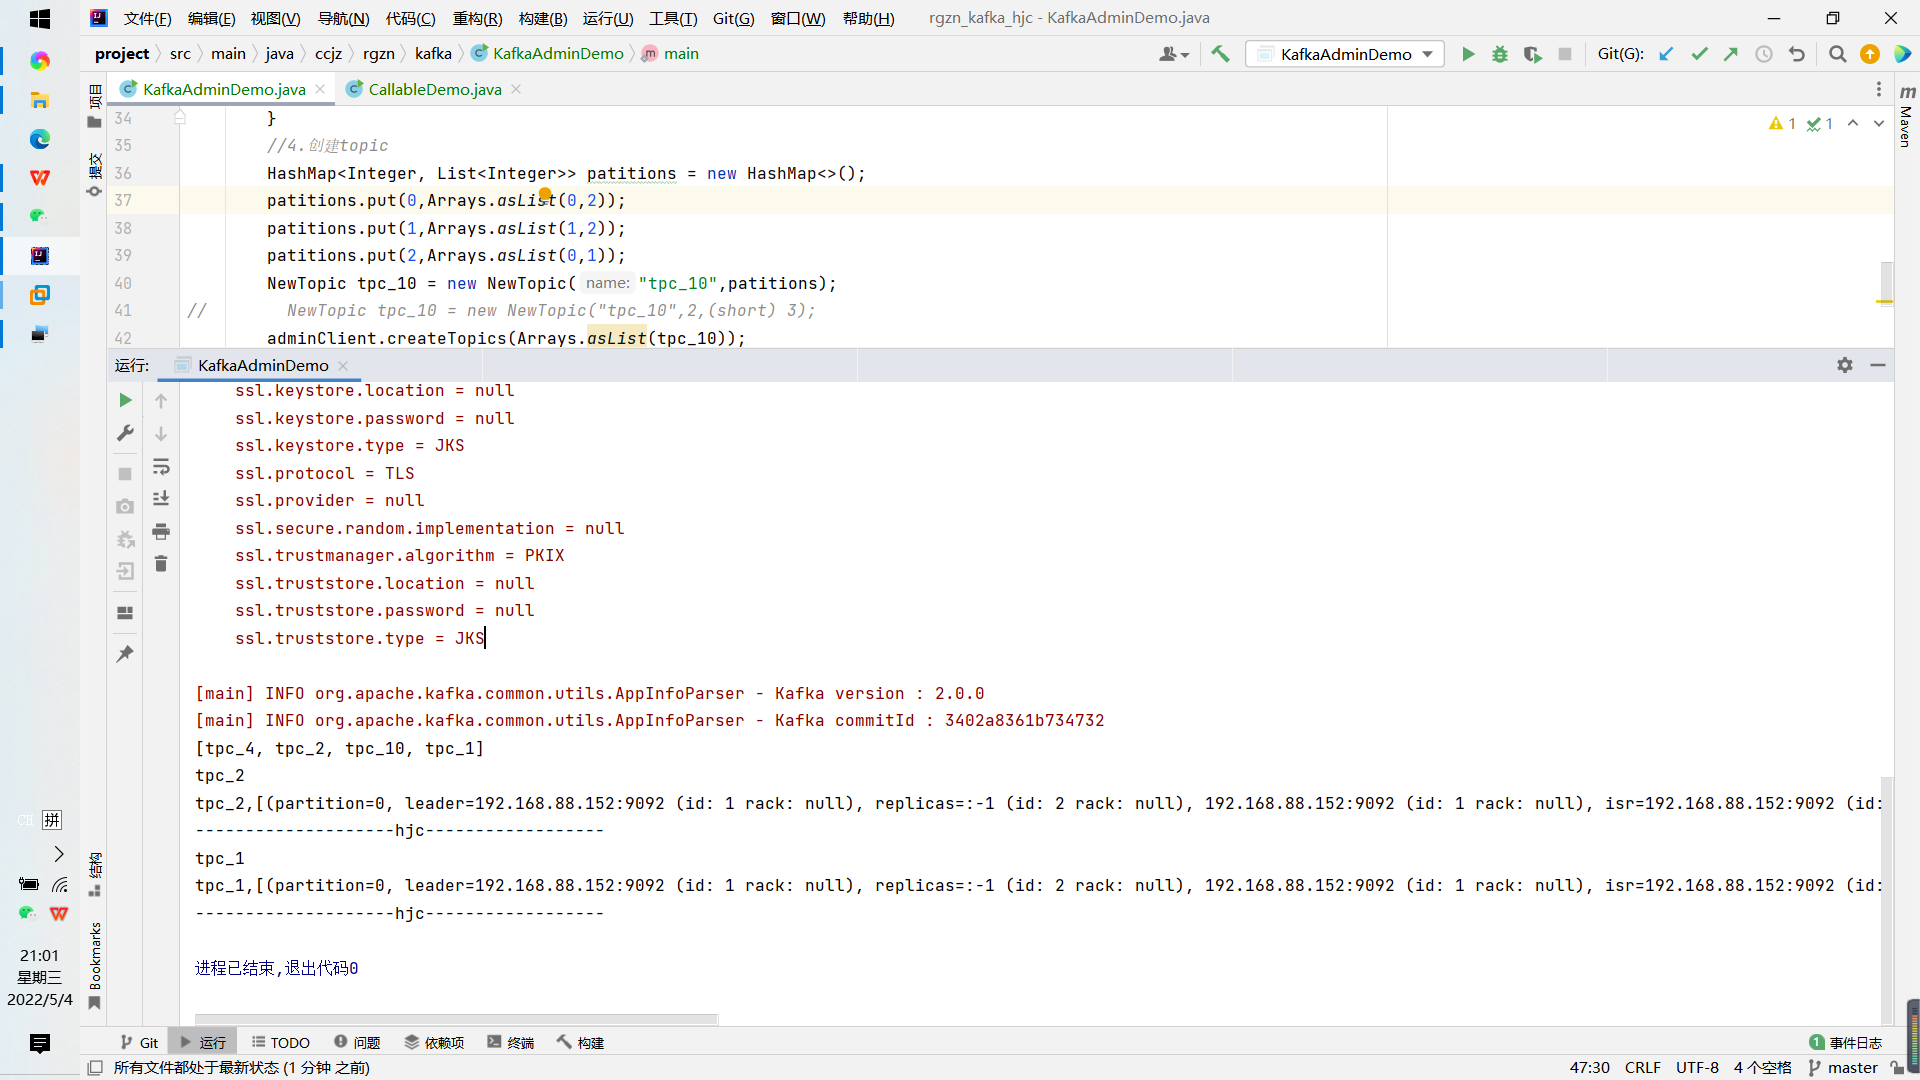 文件(F) 编辑(E) 视图(V) 导航(N) 代码(C) 重构(R) 构建(B) 运行(U) 工具(T) Git(G) 窗口(W) 帮助(H) rgzn_kafka_hjc - KafkaAdminDemo.java
project src main java ccjz rgzn kafka KafkaAdminDemo main KafkaAdminDemo Git(G):
KafkaAdminDemo.java CallableDemo.java
项目
提交
Maven
1 1
34 }
35 //4.创建topic
36 HashMap<Integer, List<Integer>> patitions = new HashMap<>();
37 patitions.put(0,Arrays.asList(0,2));
38 patitions.put(1,Arrays.asList(1,2));
39 patitions.put(2,Arrays.asList(0,1));
40 NewTopic tpc_10 = new NewTopic( name: "tpc_10",patitions);
41 // NewTopic tpc_10 = new NewTopic("tpc_10",2,(short) 3);
42 adminClient.createTopics(Arrays.asList(tpc_10));
运行: KafkaAdminDemo
ssl.keystore.location = null
ssl.keystore.password = null
ssl.keystore.type = JKS
ssl.protocol = TLS
ssl.provider = null
ssl.secure.random.implementation = null
ssl.trustmanager.algorithm = PKIX
ssl.truststore.location = null
ssl.truststore.password = null
ssl.truststore.type = JKS
[main] INFO org.apache.kafka.common.utils.AppInfoParser - Kafka version : 2.0.0
[main] INFO org.apache.kafka.common.utils.AppInfoParser - Kafka commitId : 3402a8361b734732
[tpc_4, tpc_2, tpc_10, tpc_1]
tpc_2
tpc_2,[(partition=0, leader=192.168.88.152:9092 (id: 1 rack: null), replicas=:-1 (id: 2 rack: null), 192.168.88.152:9092 (id: 1 rack: null), isr=192.168.88.152:9092 (id:
--------------------hjc------------------
tpc_1
tpc_1,[(partition=0, leader=192.168.88.152:9092 (id: 1 rack: null), replicas=:-1 (id: 2 rack: null), 192.168.88.152:9092 (id: 1 rack: null), isr=192.168.88.152:9092 (id:
--------------------hjc------------------
进程已结束,退出代码0
结构
Bookmarks
CH 拼
21:01
星期三
2022/5/4
Git 运行 TODO 问题 依赖项 终端 构建 1 事件日志
所有文件都处于最新状态 (1 分钟 之前) 47:30 CRLF UTF-8 4 个空格 master